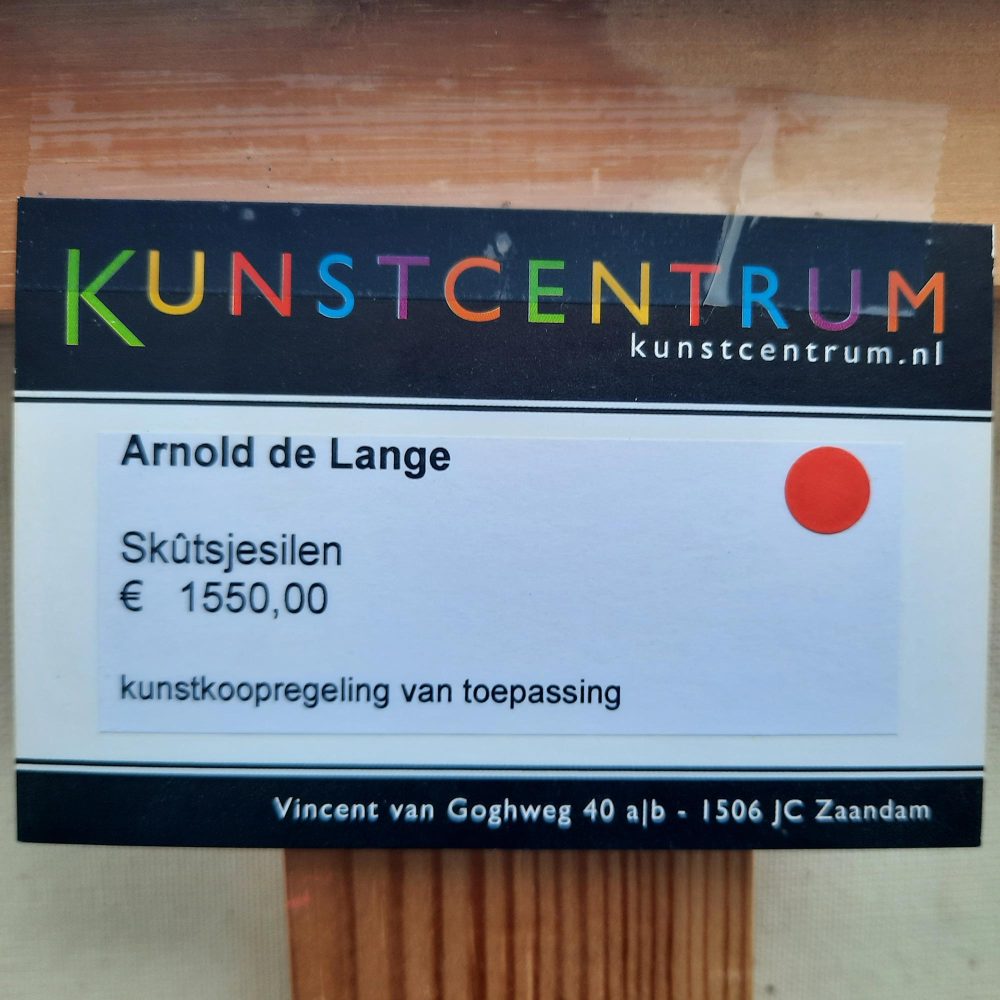 KUNSTCENTRUM
kunstcentrum.nl
Arnold de Lange
Skûtsjesilen
€ 1550,00
kunstkoopregeling van toepassing
Vincent van Goghweg 40 a|b - 1506 JC Zaandam